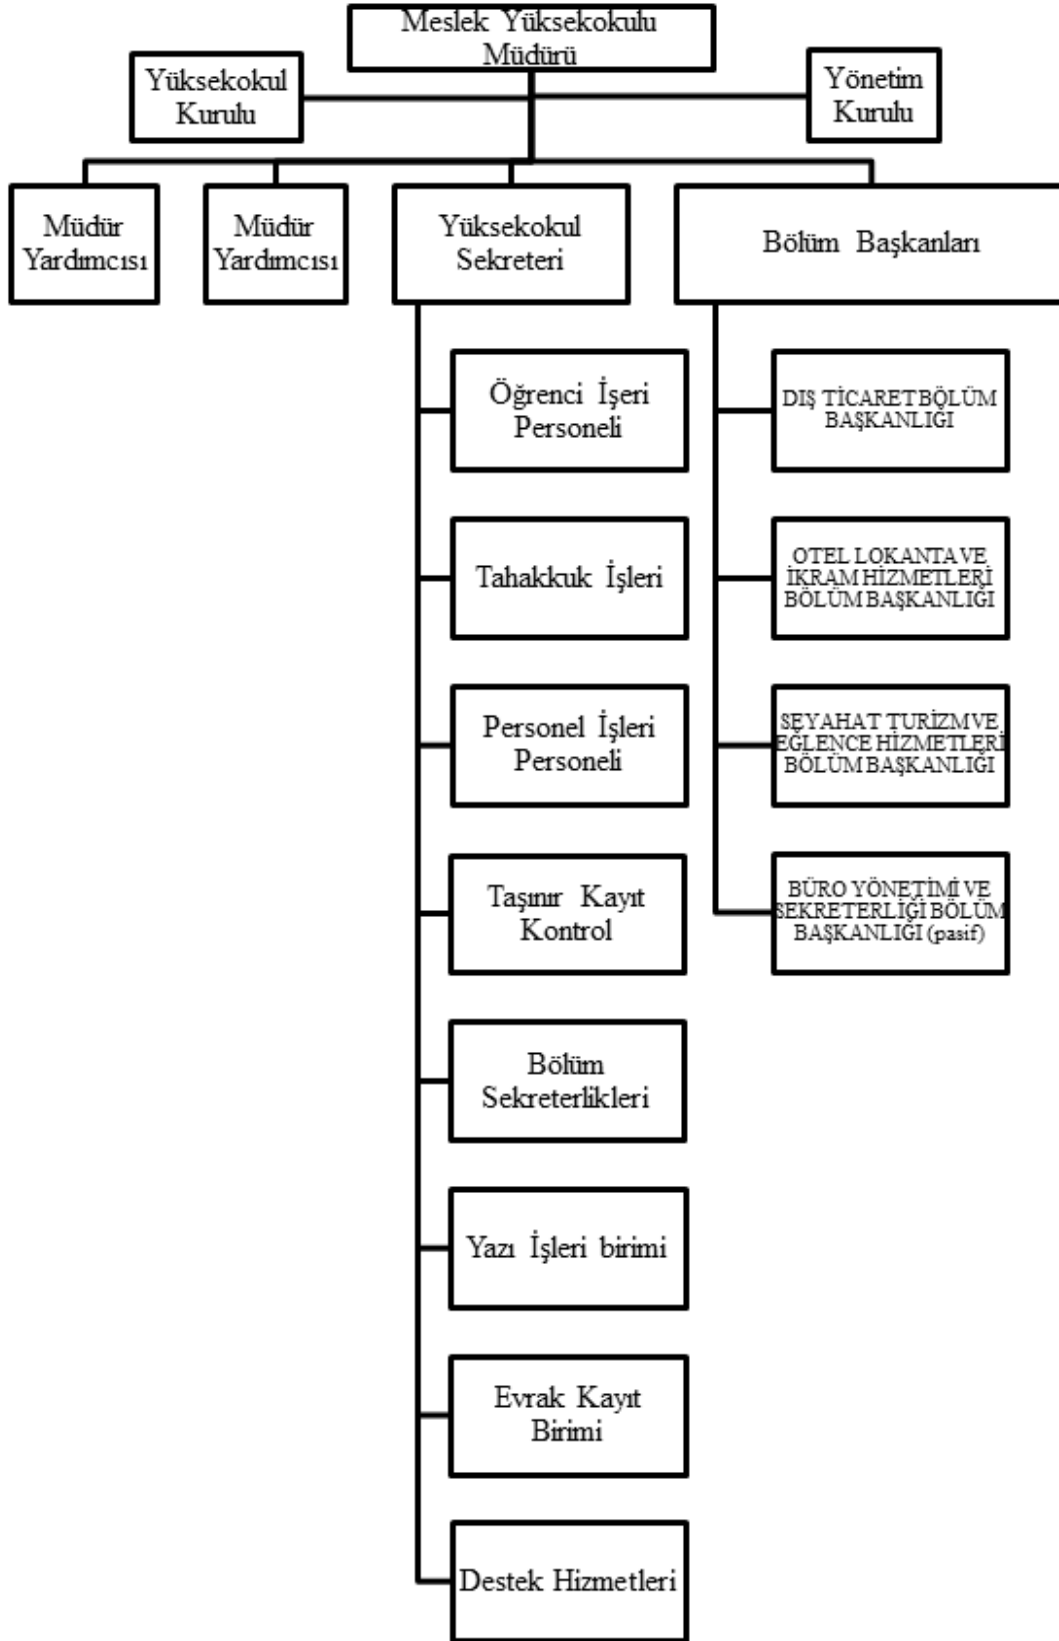 Meslek Yüksekokulu
Müdürü
Yüksekokul
Kurulu
Yönetim
Kurulu
Müdür
Yardımcısı
Müdür
Yardımcısı
Yüksekokul
Sekreteri
Bölüm Başkanları
Öğrenci İşeri
Personeli
Tahakkuk İşleri
Personel İşleri
Personeli
Taşınır Kayıt
Kontrol
Bölüm
Sekreterlikleri
Yazı İşleri birimi
Evrak Kayıt
Birimi
Destek Hizmetleri
DIŞ TİCARET BÖLÜM
BAŞKANLIĞI
OTEL LOKANTA VE
İKRAM HİZMETLERİ
BÖLÜM BAŞKANLIĞI
SEYAHAT TURİZM VE
EĞLENCE HİZMETLERİ
BÖLÜM BAŞKANLIĞI
BÜRO YÖNETİMİ VE
SEKRETERLİĞİ BÖLÜM
BAŞKANLIĞI (pasif)